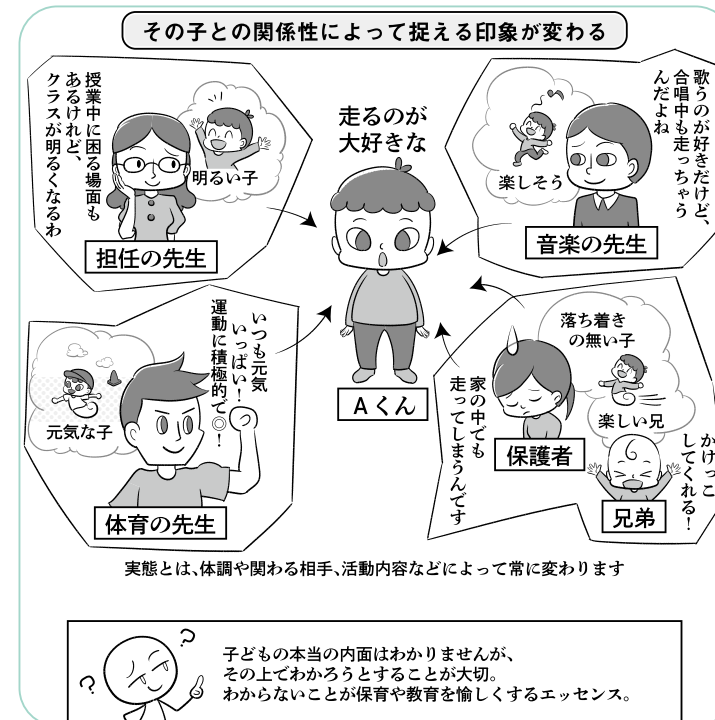 その子との関係性によって捉える印象が変わる
授業中に困る場面も
あるけれど、
クラスが明るくなるわ
明るい子
担任の先生
走るのが
大好きな
Aくん
歌うのが好きだけど、
合唱中も走っちゃう
んだよね
楽しそう
音楽の先生
いつも元気
いっぱい!
運動に積極的で◎!
元気な子
体育の先生
落ち着き
の無い子
家の中でも
走ってしまうんです
保護者
楽しい兄
かけっこ
してくれる!
兄弟
実態とは、体調や関わる相手、活動内容などによって常に変わります
?
?
子どもの本当の内面はわかりませんが、
その上でわかろうとすることが大切。
わからないことが保育や教育を愉しくするエッセンス。